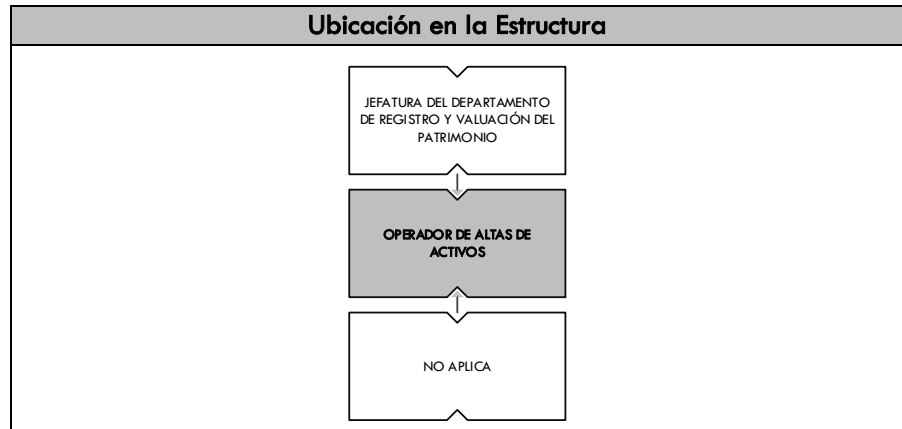 Ubicación en la Estructura
JEFATURA DEL DEPARTAMENTO
DE REGISTRO Y VALUACIÓN DEL
PATRIMONIO
OPERADOR DE ALTAS DE
ACTIVOS
NO APLICA